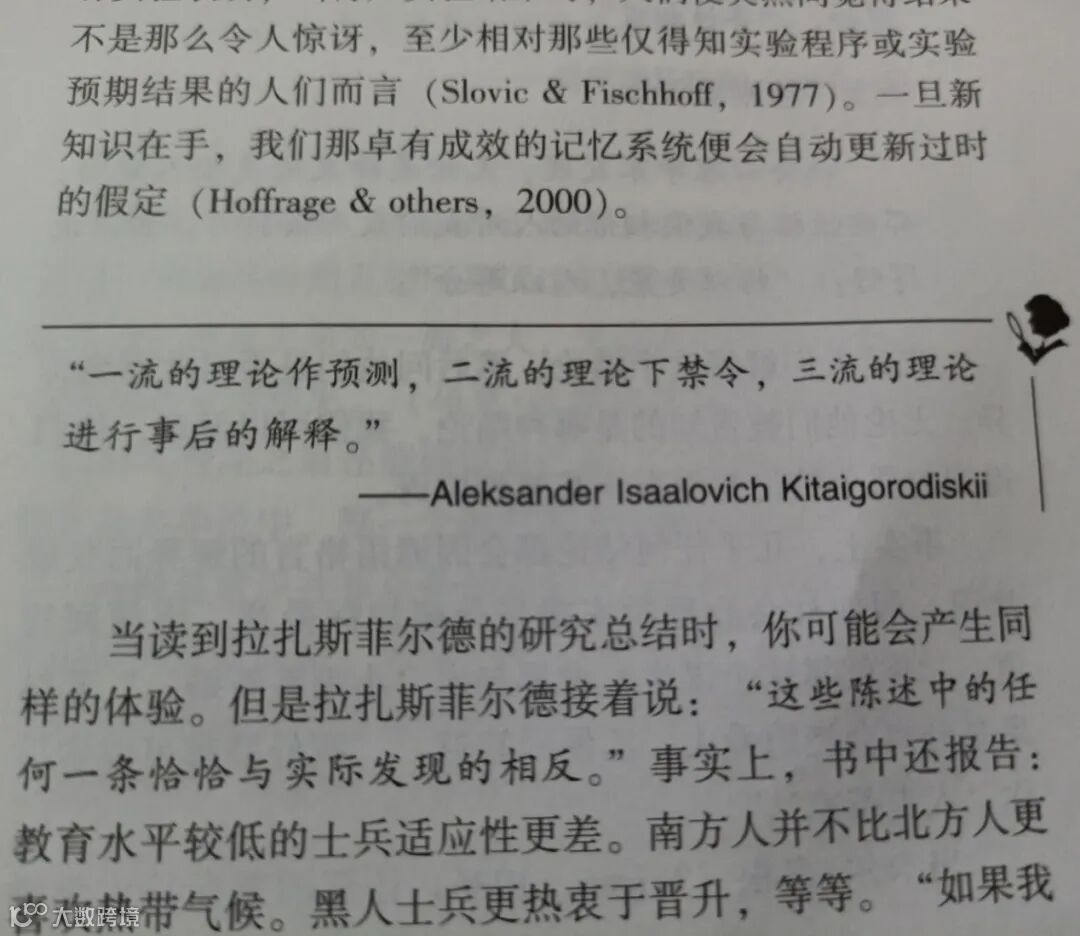 不是那么令人惊讶，至少相对那些仅得知实验程序或实验
预期结果的人们而言（Slovic & Fischhoff，1977）。一旦新
知识在手，我们那卓有成效的记忆系统便会自动更新过时
的假定（Hoffrage & others，2000）。
“一流的理论作预测，二流的理论下禁令，三流的理论
进行事后的解释。”
——Aleksander Isaalovich Kitaigorodiskii
当读到拉扎斯菲尔德的研究总结时，你可能会产生同
样的体验。但是拉扎斯菲尔德接着说：“这些陈述中的任
何一条恰恰与实际发现的相反。”事实上，书中还报告：
教育水平较低的士兵适应性更差。南方人并不比北方人更
热带气候。黑人士兵更热衷于晋升，等等。“如果我
大数跨境